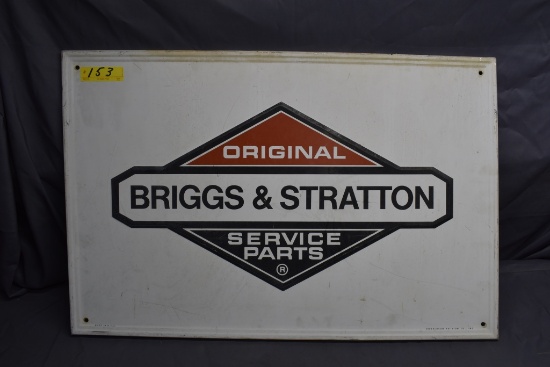 153
ORIGINAL
BRIGGS & STRATTON
SERVICE
PARTS
®